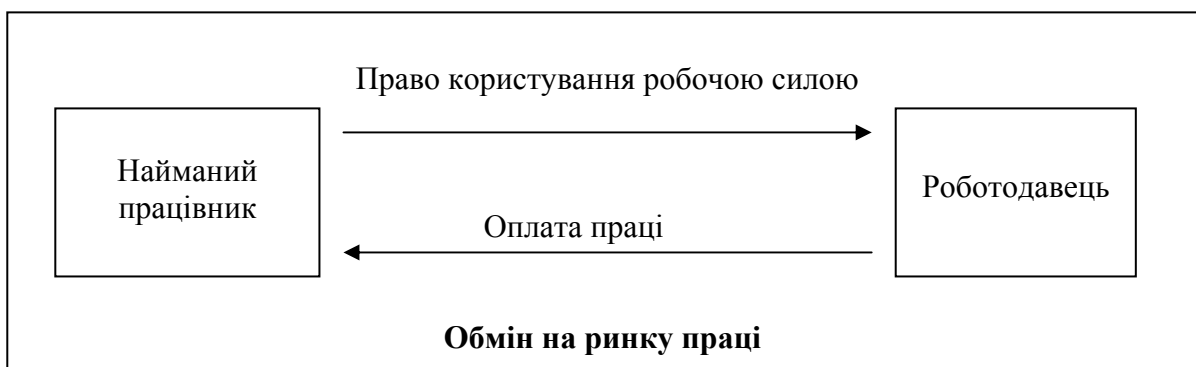 Право користування робочою силою
Найманий
працівник
Роботодавець
Оплата праці
Обмін на ринку праці